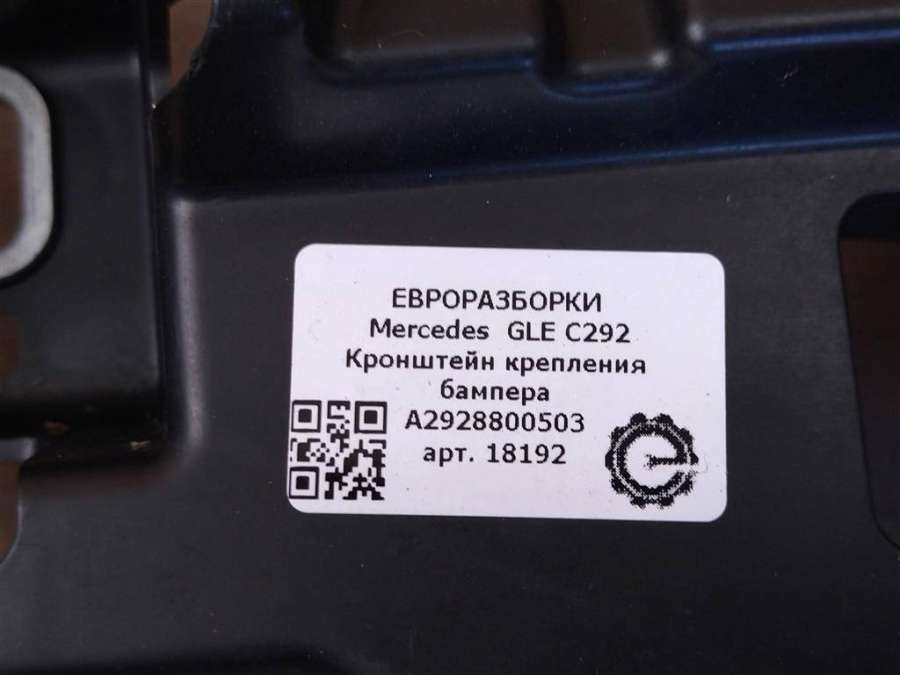 ЕВРОРАЗБОРКИ
Mercedes GLE C292
Кронштейн крепления
бампера
A2928800503
арт. 18192